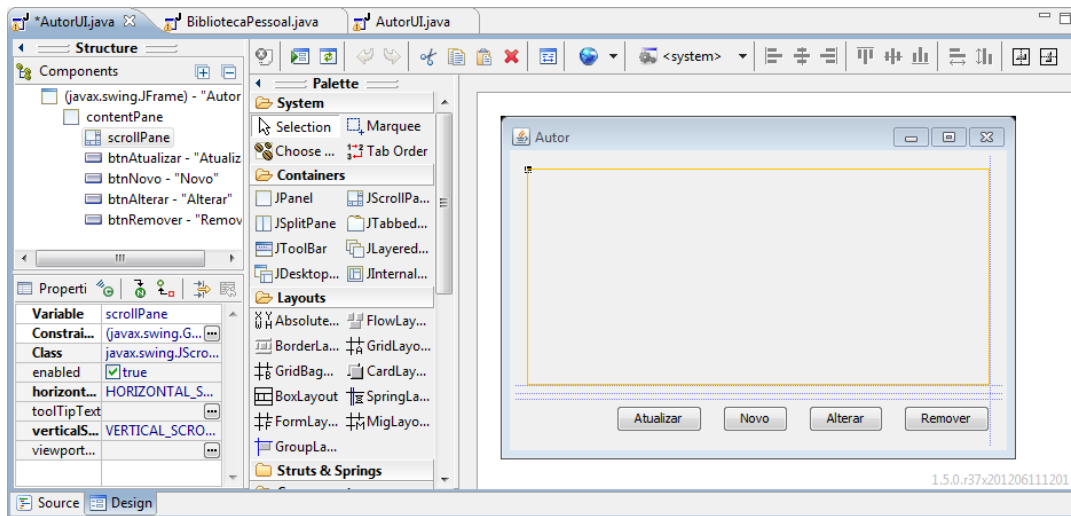 *AutorUI.java
BibliotecaPessoal.java
AutorUI.java
Structure
Components
(javax.swing.JFrame) - "Autor
contentPane
scrollPane
btnAtualizar - "Atualiz
btnNovo - "Novo"
btnAlterar - "Alterar"
btnRemover - "Remov
Properti
Variable scrollPane
Constrai... (javax.swing.G...
Class javax.swing.JScro...
enabled true
horizont... HORIZONTAL_S...
toolTipText
verticalS... VERTICAL_SCRO...
viewport...
Source Design
<system>
Palette
System
Selection Marquee
Choose ... Tab Order
Containers
JPanel JScrollPa...
JSplitPane JTabbed...
JToolBar JLayered...
JDesktop... JInternal...
Layouts
Absolute... FlowLay...
BorderLa... GridLayo...
GridBag... CardLay...
BoxLayout SpringLa...
FormLay... MigLayo...
GroupLa...
Struts & Springs
Autor
Atualizar Novo Alterar Remover
1.5.0.r37x201206111201